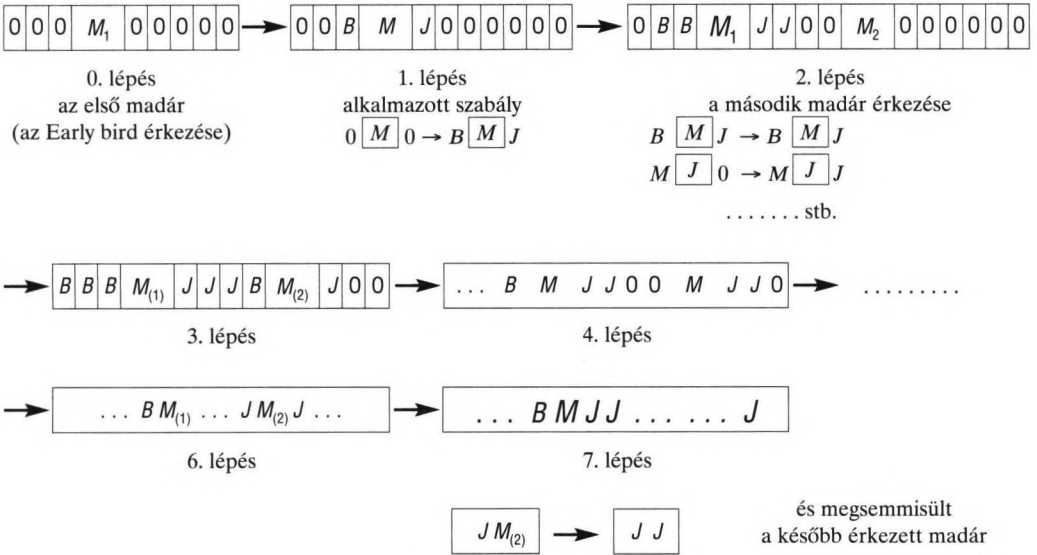 0 0 0 M₁ 0 0 0 0 0 → 0 0 B M J 0 0 0 0 0 0 → 0 B B M₁ J J 0 0 M₂ 0 0 0 0 0 0
0. lépés 1. lépés 2. lépés
az első madár alkalmazott szabály a második madár érkezése
(az Early bird érkezése) 0 M 0 → B M J B M J → B M J
M J 0 → M J J
. . . . . . . stb.
→ B B B M₍₁₎ J J J B M₍₂₎ J 0 0 → . . . B M J J 0 0 M J J 0 → . . . . . . . . .
3. lépés 4. lépés
→ . . . B M₍₁₎ . . . J M₍₂₎ J . . . → . . . B M J J . . . . . . J
6. lépés 7. lépés
J M₍₂₎ → J J és megsemmisült
a később érkezett madár